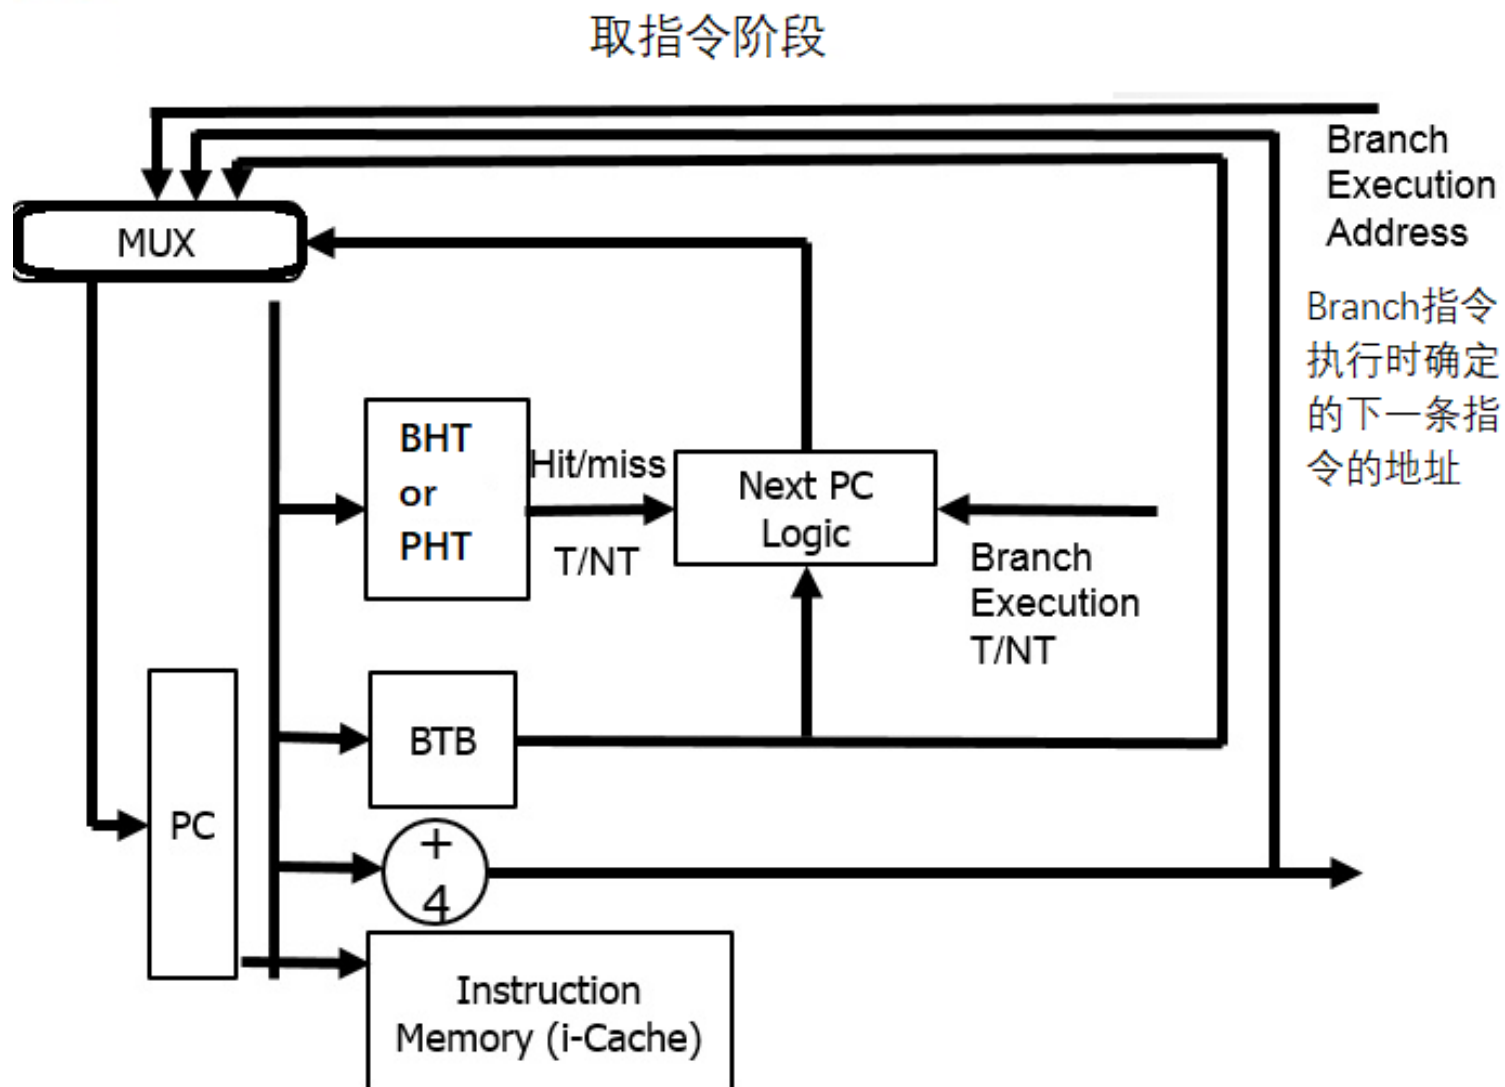 取指令阶段
Branch
Execution
Address
MUX
Branch指令
执行时确定
的下一条指
令的地址
BHT
or
PHT
Hit/miss
T/NT
Next PC
Logic
Branch
Execution
T/NT
BTB
PC
+
4
Instruction
Memory (i-Cache)